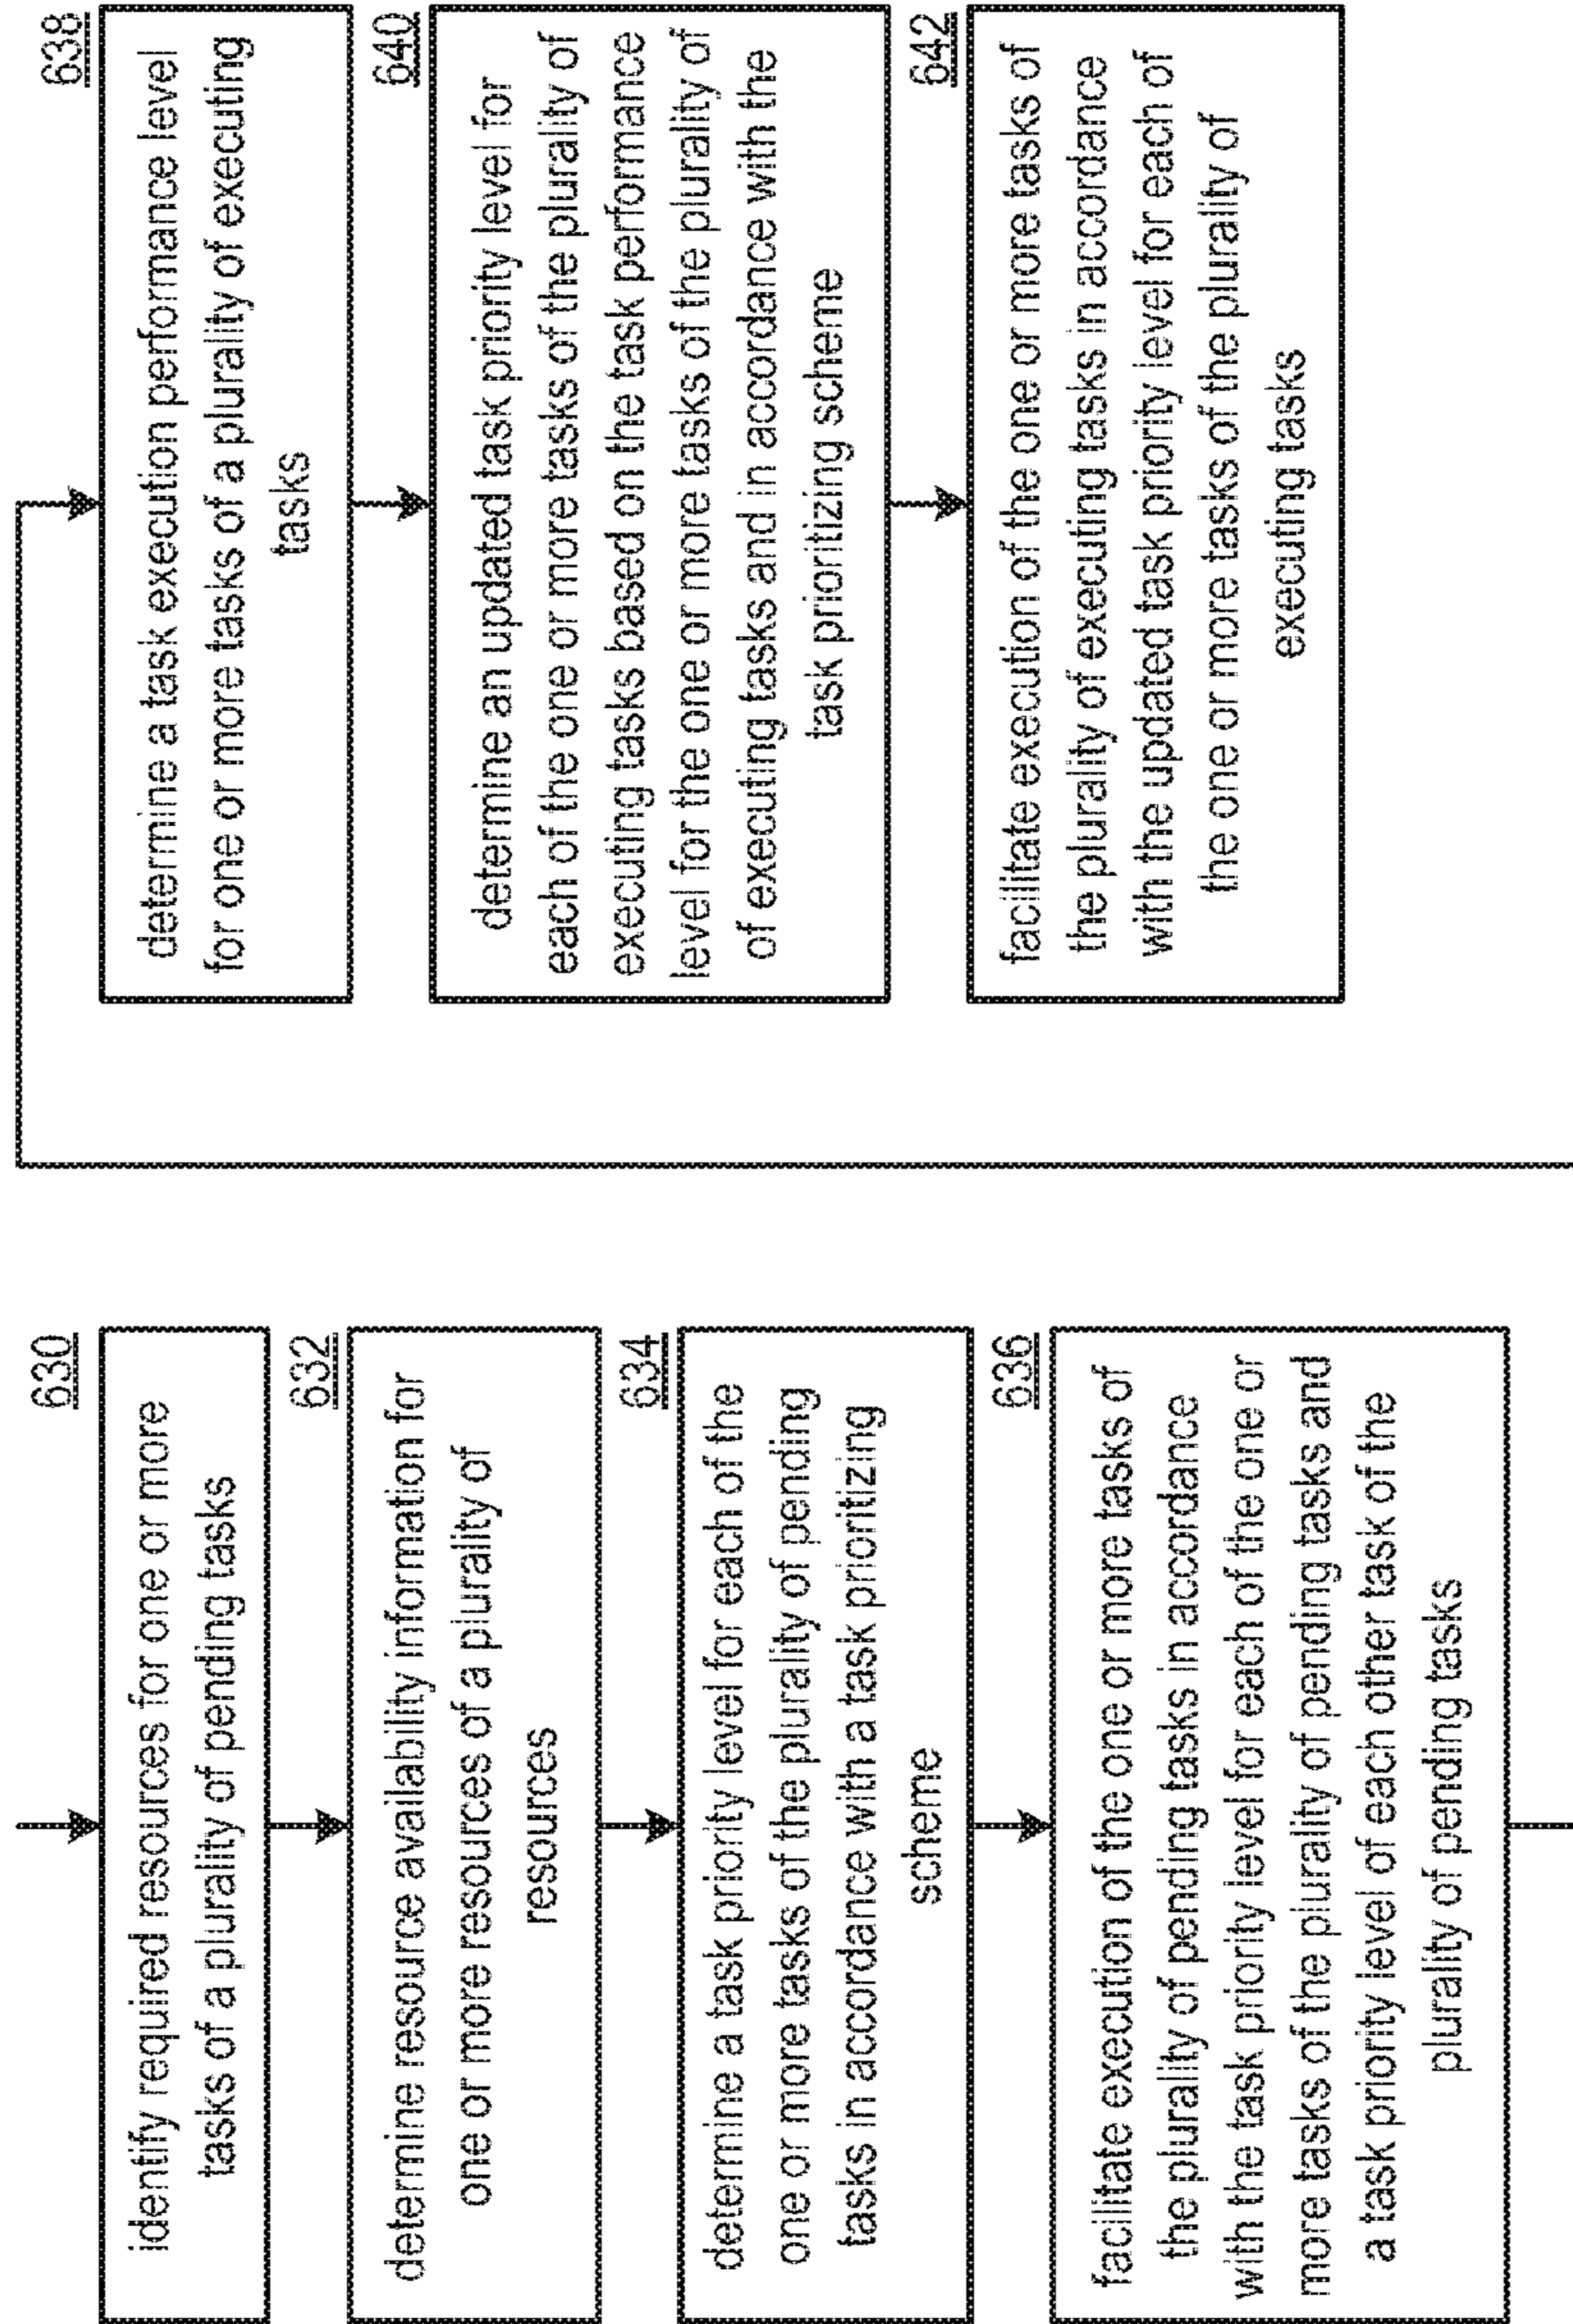 630
identify required resources for one or more
tasks of a plurality of pending tasks
632
determine resource availability information for
one or more resources of a plurality of
resources
634
determine a task priority level for each of the
one or more tasks of the plurality of pending
tasks in accordance with a task prioritizing
scheme
636
facilitate execution of the one or more tasks of
the plurality of pending tasks in accordance
with the task priority level for each of the one or
more tasks of the plurality of pending tasks and
a task priority level of each other task of the
plurality of pending tasks
638
determine a task execution performance level
for one or more tasks of a plurality of executing
tasks
640
determine an updated task priority level for
each of the one or more tasks of the plurality of
executing tasks based on the task performance
level for the one or more tasks of the plurality of
of executing tasks and in accordance with the
task prioritizing scheme
642
facilitate execution of the one or more tasks of
the plurality of executing tasks in accordance
with the updated task priority level for each of
the one or more tasks of the plurality of
executing tasks